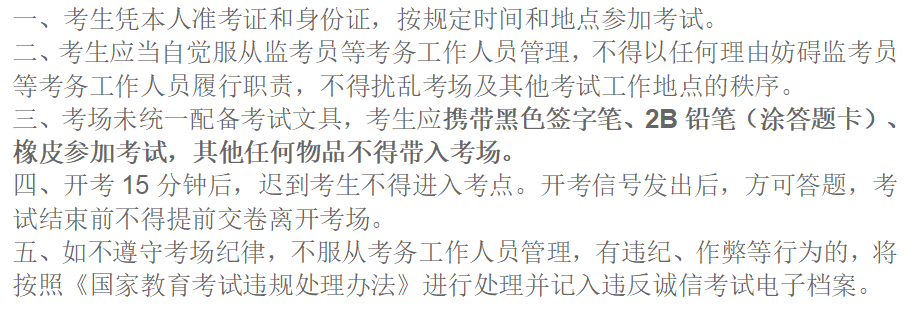 一、考生凭本人准考证和身份证，按规定时间和地点参加考试。
二、考生应当自觉服从监考员等考务工作人员管理，不得以任何理由妨碍监考员
等考务工作人员履行职责，不得扰乱考场及其他考试工作地点的秩序。
三、考场未统一配备考试文具，考生应携带黑色签字笔、2B 铅笔（涂答题卡）、
橡皮参加考试，其他任何物品不得带入考场。
四、开考 15 分钟后，迟到考生不得进入考点。开考信号发出后，方可答题，考
试结束前不得提前交卷离开考场。
五、如不遵守考场纪律，不服从考务工作人员管理，有违纪、作弊等行为的，将
按照《国家教育考试违规处理办法》进行处理并记入违反诚信考试电子档案。